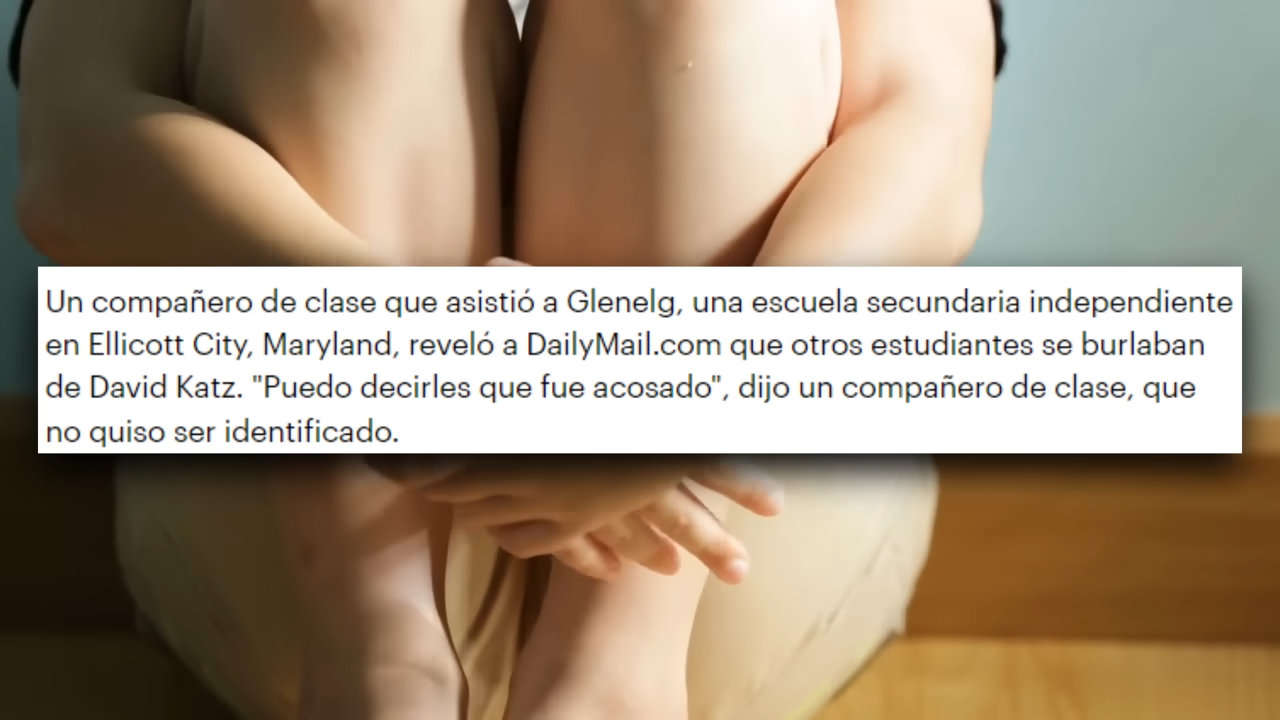 Un compañero de clase que asistió a Glenelg, una escuela secundaria independiente
en Ellicott City, Maryland, reveló a DailyMail.com que otros estudiantes se burlaban
de David Katz. "Puedo decirles que fue acosado", dijo un compañero de clase, que
no quiso ser identificado.